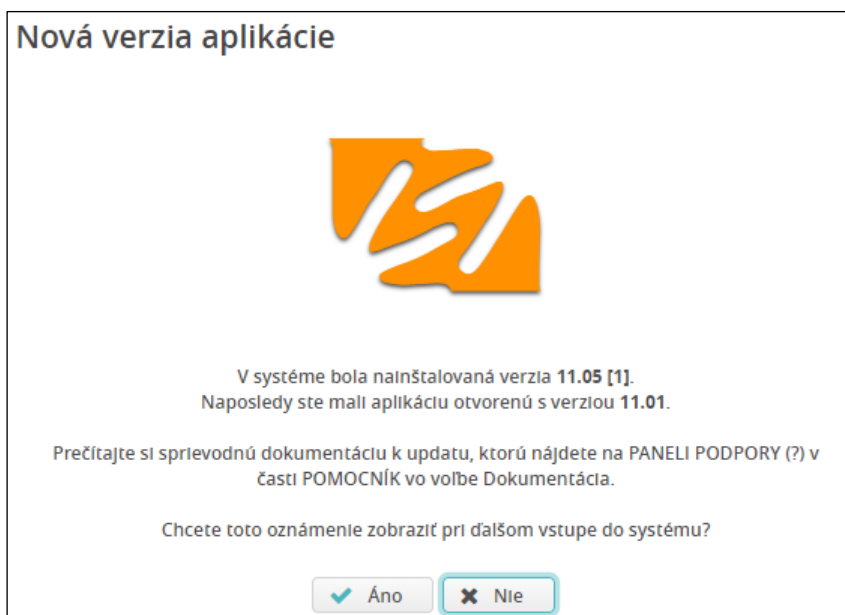 Nová verzia aplikácie
V systéme bola nainštalovaná verzia 11.05 [1].
Naposledy ste mali aplikáciu otvorenú s verziou 11.01.
Prečítajte si sprievodnú dokumentáciu k updatu, ktorú nájdete na PANELI PODPORY (?) v
časti POMOCNÍK vo voľbe Dokumentácia.
Chcete toto oznámenie zobraziť pri ďalšom vstupe do systému?
Áno
Nie